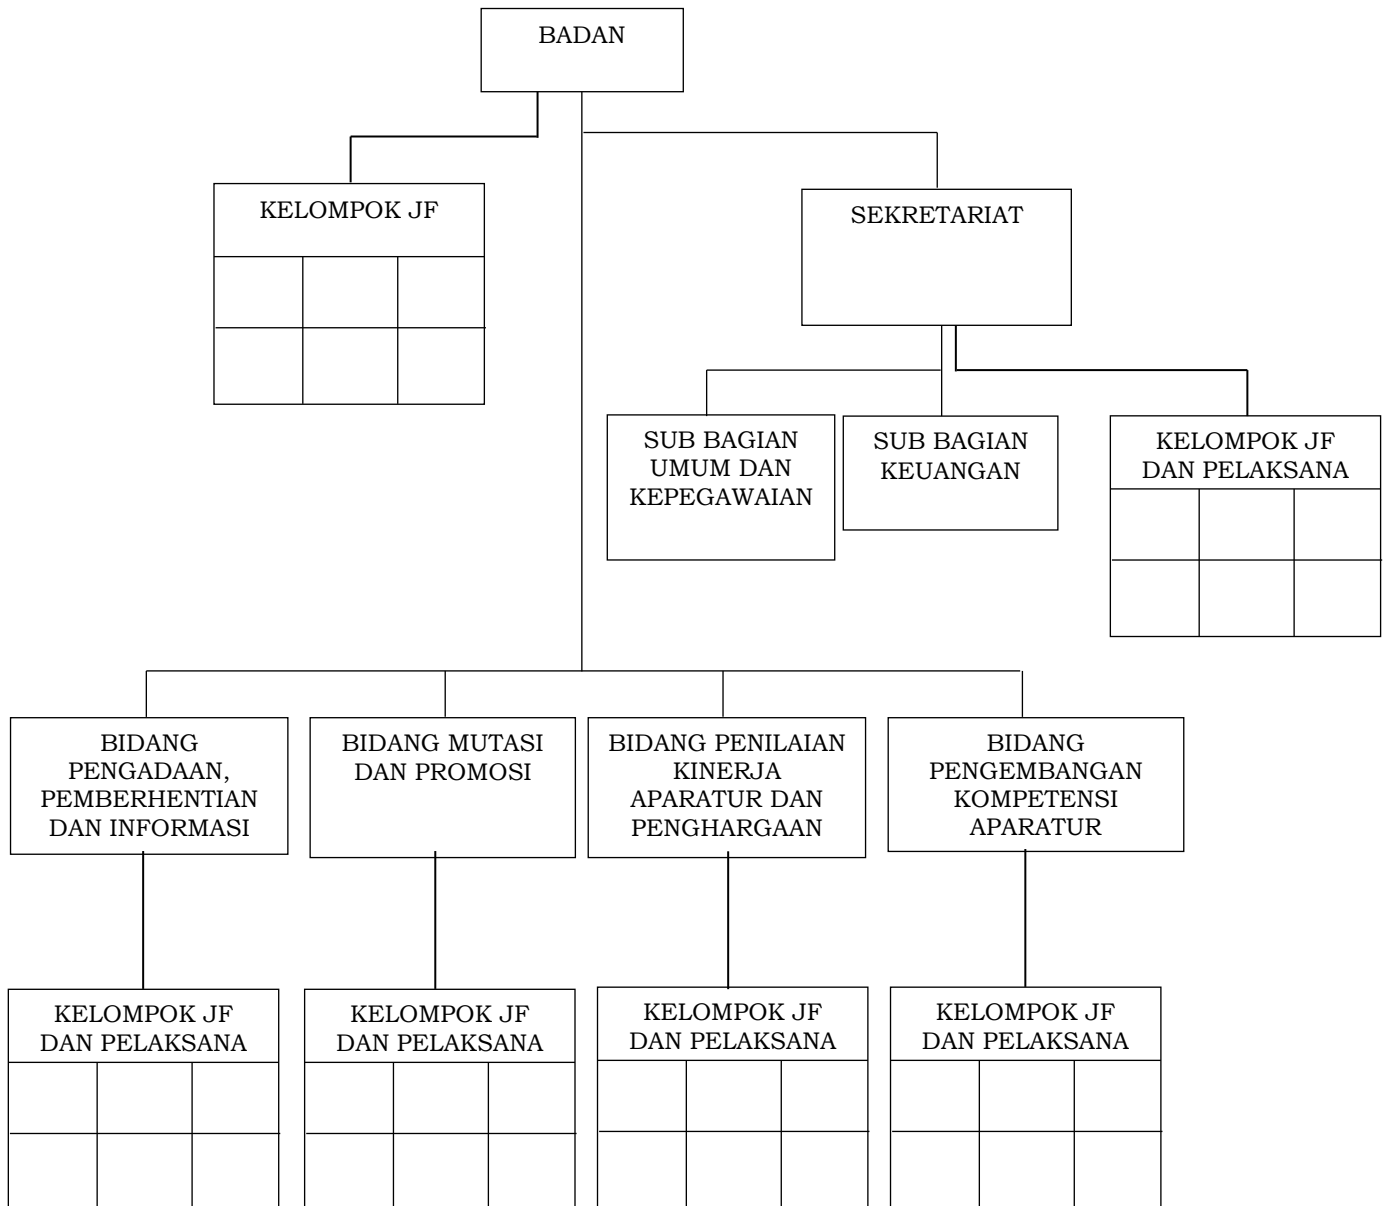 BADAN
KELOMPOK JF
SEKRETARIAT
SUB BAGIAN
UMUM DAN
KEPEGAWAIAN
SUB BAGIAN
KEUANGAN
KELOMPOK JF
DAN PELAKSANA
BIDANG
PENGADAAN,
PEMBERHENTIAN
DAN INFORMASI
BIDANG MUTASI
DAN PROMOSI
BIDANG PENILAIAN
KINERJA
APARATUR DAN
PENGHARGAAN
BIDANG
PENGEMBANGAN
KOMPETENSI
APARATUR
KELOMPOK JF
DAN PELAKSANA
KELOMPOK JF
DAN PELAKSANA
KELOMPOK JF
DAN PELAKSANA
KELOMPOK JF
DAN PELAKSANA